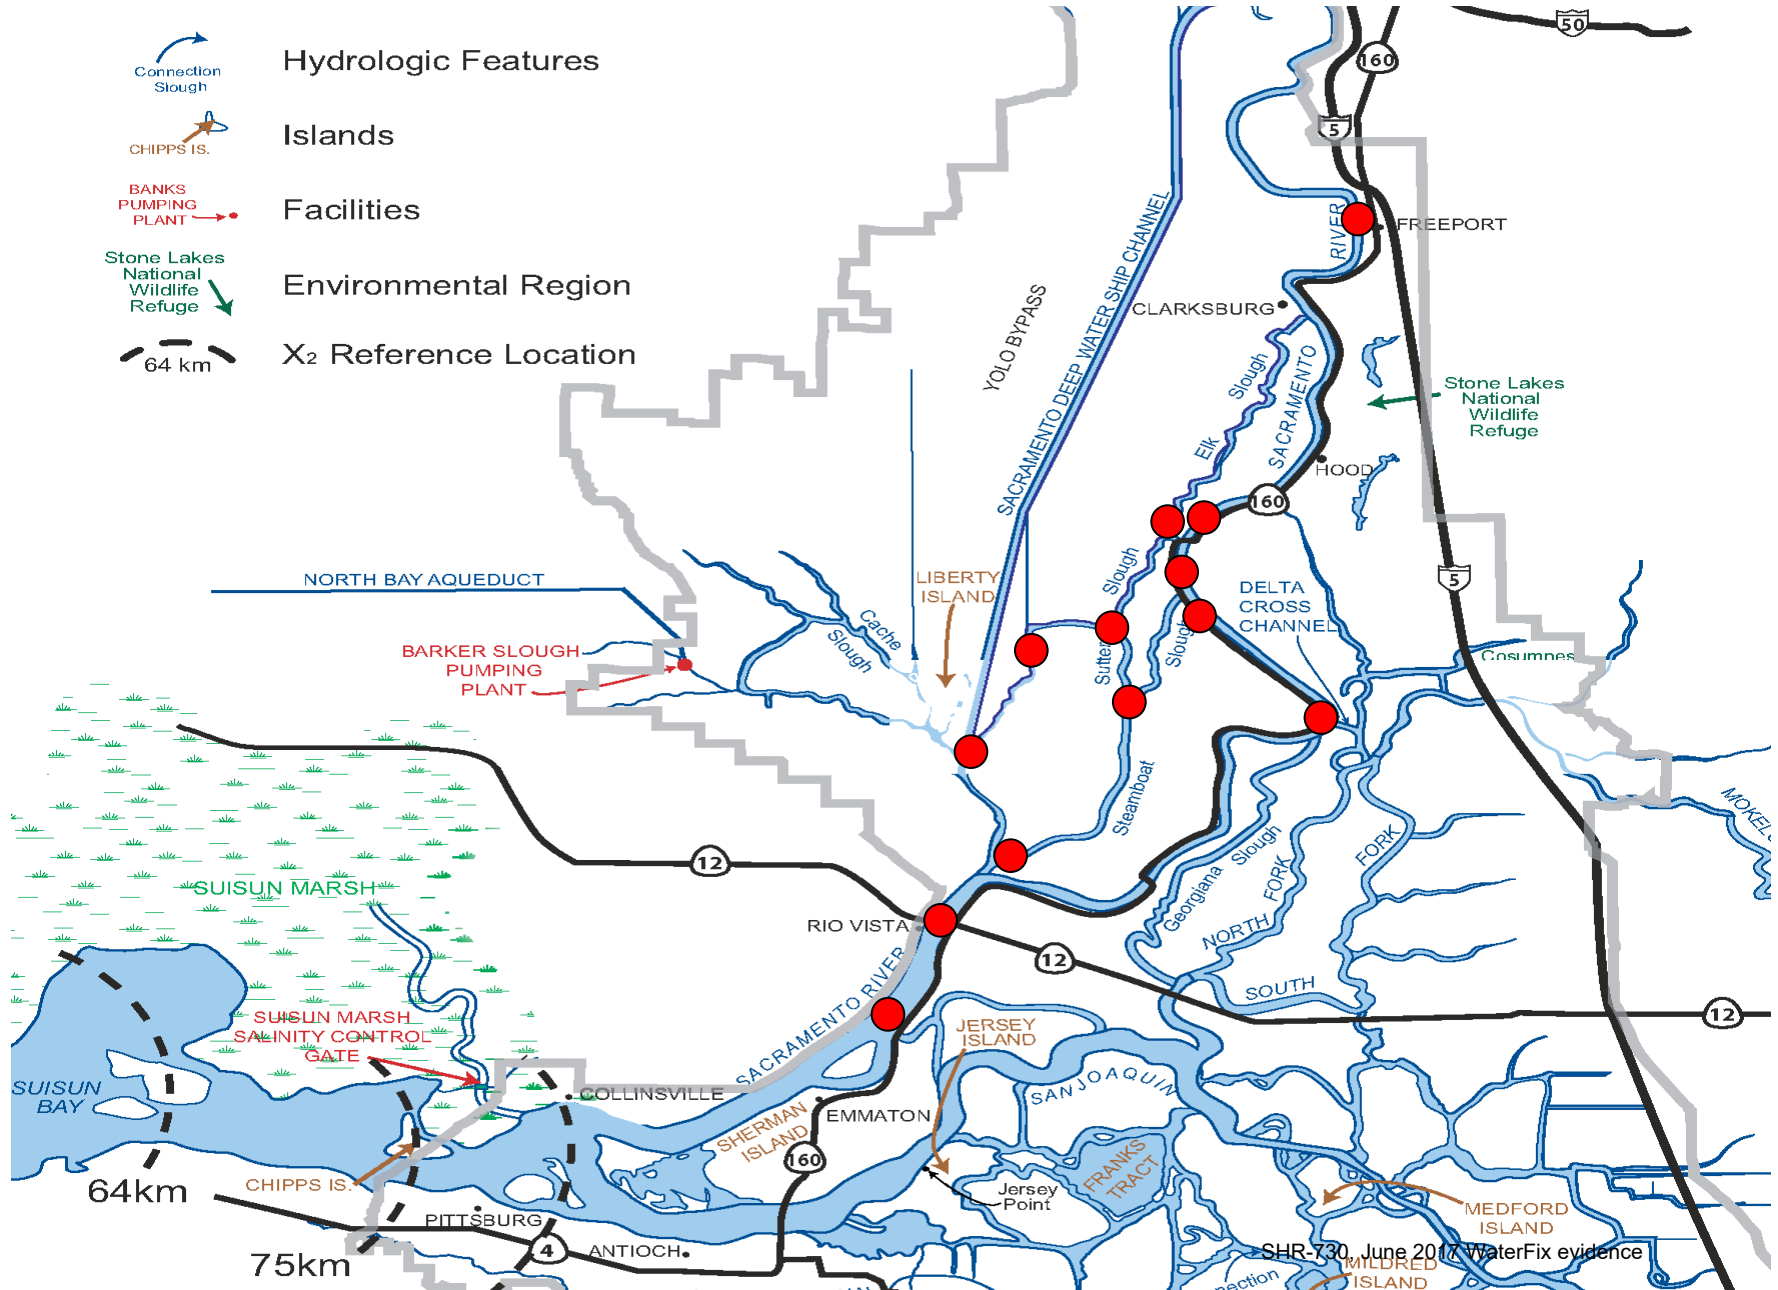 Connection
Slough
Hydrologic Features
CHIPPS IS.
Islands
BANKS
PUMPING
PLANT
Facilities
Stone Lakes
National
Wildlife
Refuge
Environmental Region
64 km
X2 Reference Location
50
160
5
RIVER
FREEPORT
SACRAMENTO DEEP WATER SHIP CHANNEL
YOLO BYPASS
CLARKSBURG
Elk Slough
SACRAMENTO
Stone Lakes
National
Wildlife
Refuge
HOOD
160
5
NORTH BAY AQUEDUCT
LIBERTY
ISLAND
Cache
Slough
BARKER SLOUGH
PUMPING
PLANT
Sutter Slough
Steamboat Slough
DELTA
CROSS
CHANNEL
Cosumnes
12
SUISUN MARSH
RIO VISTA
12
12
Georgiana Slough
NORTH FORK
SOUTH FORK
SACRAMENTO RIVER
SUISUN MARSH
SALINITY CONTROL
GATE
JERSEY
ISLAND
SUISUN
BAY
COLLINSVILLE
EMMATON
SAN JOAQUIN
SHERMAN
ISLAND
160
FRANKS
TRACT
64km
CHIPPS IS.
Jersey
Point
MEDFORD
ISLAND
PITTSBURG
75km
4
ANTIOCH
SHR-730, June 2017 WaterFix evidence
MILDRED
ISLAND